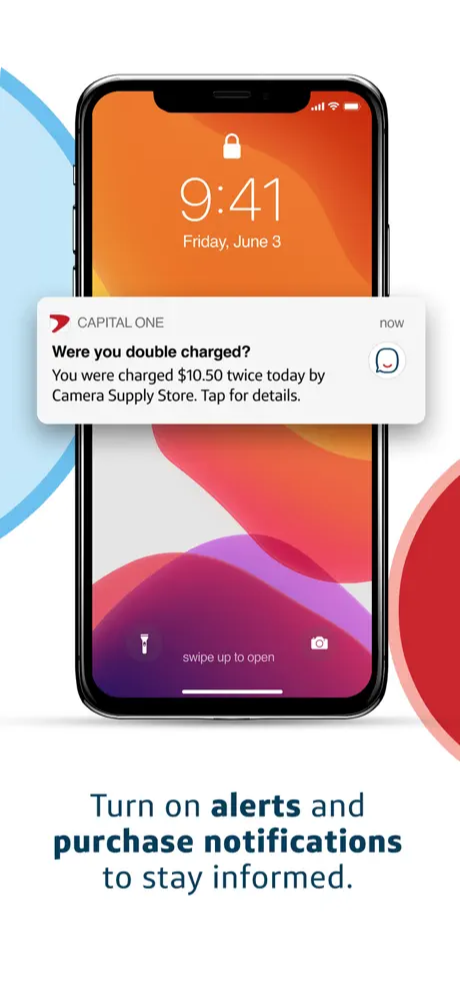 9:41
Friday, June 3
CAPITAL ONE
now
Were you double charged?
You were charged $10.50 twice today by
Camera Supply Store. Tap for details.
swipe up to open
Turn on alerts and
purchase notifications
to stay informed.